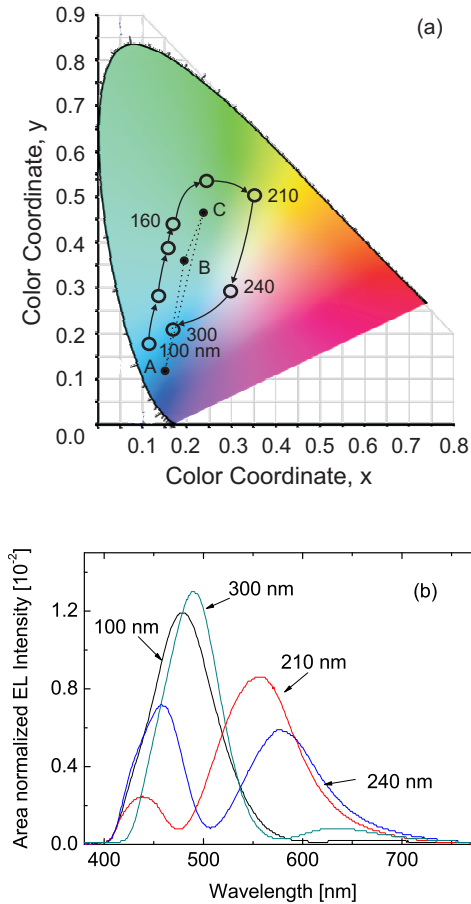 (a)
Color Coordinate, y
0.9
0.8
0.7
0.6
0.5
0.4
0.3
0.2
0.1
0.0
160
C
210
B
240
300
100 nm
A
0.1 0.2 0.3 0.4 0.5 0.6 0.7 0.8
Color Coordinate, x
(b)
Area normalized EL Intensity [10⁻²]
1.2
0.8
0.4
0.0
300 nm
100 nm
210 nm
240 nm
400 500 600 700
Wavelength [nm]